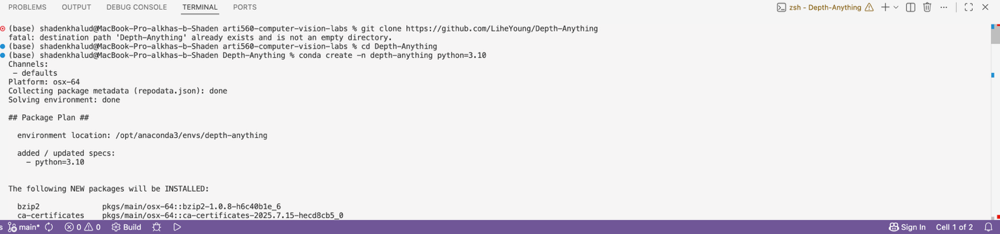 PROBLEMS OUTPUT DEBUG CONSOLE TERMINAL PORTS zsh - Depth-Anything
(base) shadenkhalud@MacBook-Pro-alkhas-b-Shaden arti560-computer-vision-labs % git clone https://github.com/LiheYoung/Depth-Anything
fatal: destination path 'Depth-Anything' already exists and is not an empty directory.
(base) shadenkhalud@MacBook-Pro-alkhas-b-Shaden arti560-computer-vision-labs % cd Depth-Anything
(base) shadenkhalud@MacBook-Pro-alkhas-b-Shaden Depth-Anything % conda create -n depth-anything python=3.10
Channels:
- defaults
Platform: osx-64
Collecting package metadata (repodata.json): done
Solving environment: done
## Package Plan ##
environment location: /opt/anaconda3/envs/depth-anything
added / updated specs:
- python=3.10
The following NEW packages will be INSTALLED:
bzip2 pkgs/main/osx-64::bzip2-1.0.8-h6c40b1e_6
ca-certificates pkgs/main/osx-64::ca-certificates-2025.7.15-hecd8cb5_0
s main* 0 0 Build Sign In Cell 1 of 2